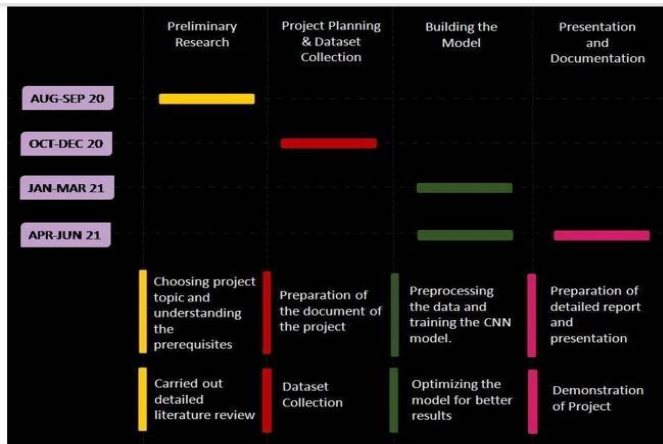 Preliminary
Research
Project Planning
& Dataset
Collection
Building the
Model
Presentation
and
Documentation
AUG-SEP 20
OCT-DEC 20
JAN-MAR 21
APR-JUN 21
Choosing project
topic and
understanding
the
prerequisites
Preparation of
the document of
the project
Preprocessing
the data and
training the CNN
model.
Preparation of
detailed report
and
presentation
Carried out
detailed
literature review
Dataset
Collection
Optimizing the
model for better
results
Demonstration
of Project